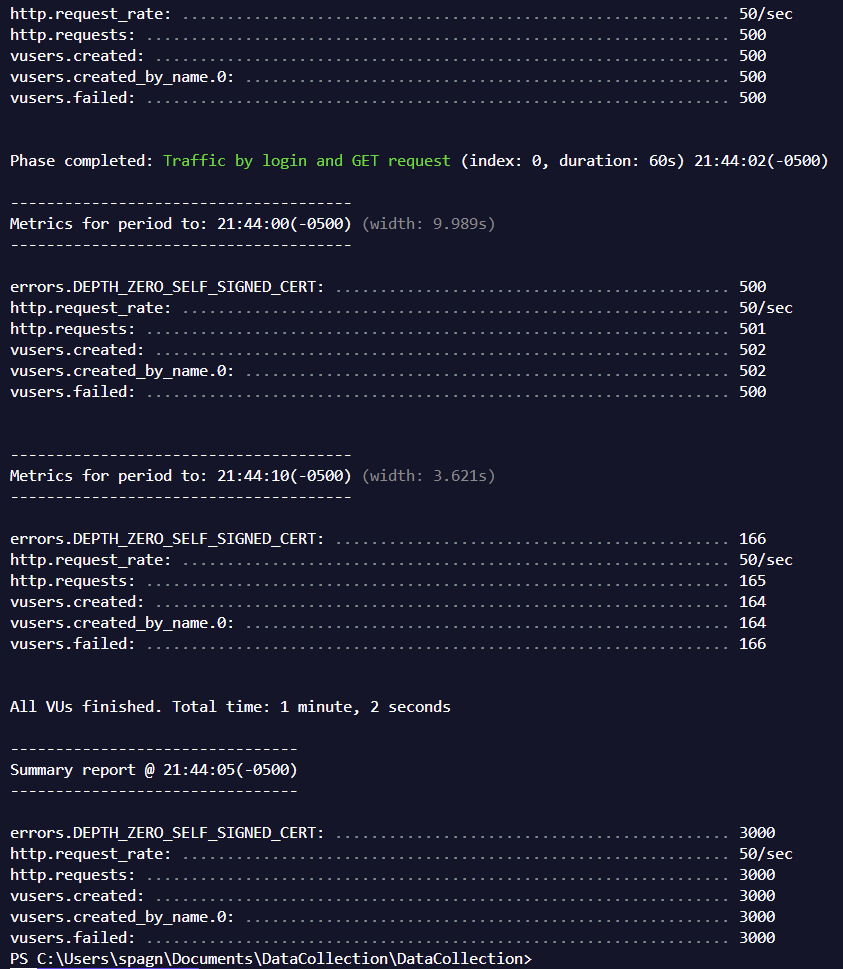 http.request_rate: ............................................................. 50/sec
http.requests: ................................................................. 500
vusers.created: ................................................................ 500
vusers.created_by_name.0: ...................................................... 500
vusers.failed: ................................................................. 500
Phase completed: Traffic by login and GET request (index: 0, duration: 60s) 21:44:02(-0500)
--------------------------------------
Metrics for period to: 21:44:00(-0500) (width: 9.989s)
--------------------------------------
errors.DEPTH_ZERO_SELF_SIGNED_CERT: ............................................ 500
http.request_rate: ............................................................. 50/sec
http.requests: ................................................................. 501
vusers.created: ................................................................ 502
vusers.created_by_name.0: ...................................................... 502
vusers.failed: ................................................................. 500
--------------------------------------
Metrics for period to: 21:44:10(-0500) (width: 3.621s)
--------------------------------------
errors.DEPTH_ZERO_SELF_SIGNED_CERT: ............................................ 166
http.request_rate: ............................................................. 50/sec
http.requests: ................................................................. 165
vusers.created: ................................................................ 164
vusers.created_by_name.0: ...................................................... 164
vusers.failed: ................................................................. 166
All VUs finished. Total time: 1 minute, 2 seconds
--------------------------------
Summary report @ 21:44:05(-0500)
--------------------------------
errors.DEPTH_ZERO_SELF_SIGNED_CERT: ............................................ 3000
http.request_rate: ............................................................. 50/sec
http.requests: ................................................................. 3000
vusers.created: ................................................................ 3000
vusers.created_by_name.0: ...................................................... 3000
vusers.failed: ................................................................. 3000
PS C:\Users\spagn\Documents\DataCollection\DataCollection>